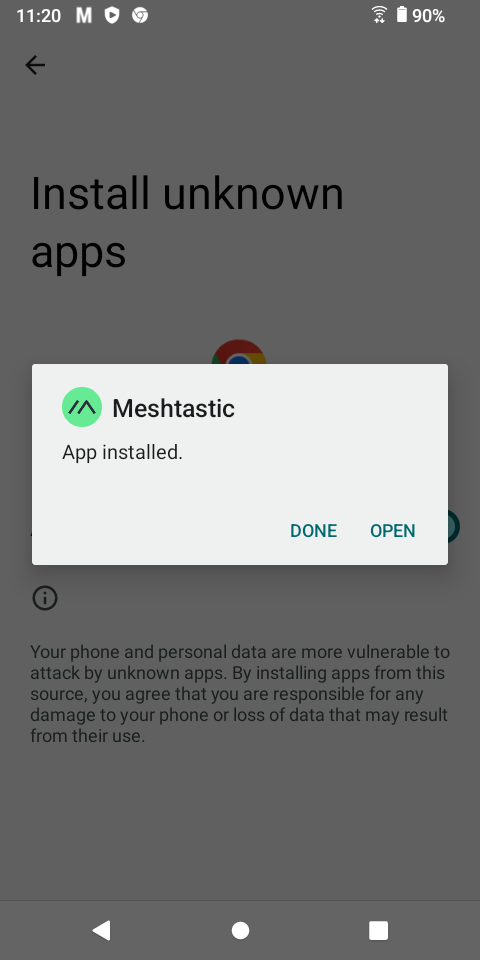 11:20
90%
Install unknown
apps
Meshtastic
App installed.
DONE
OPEN
Your phone and personal data are more vulnerable to
attack by unknown apps. By installing apps from this
source, you agree that you are responsible for any
damage to your phone or loss of data that may result
from their use.